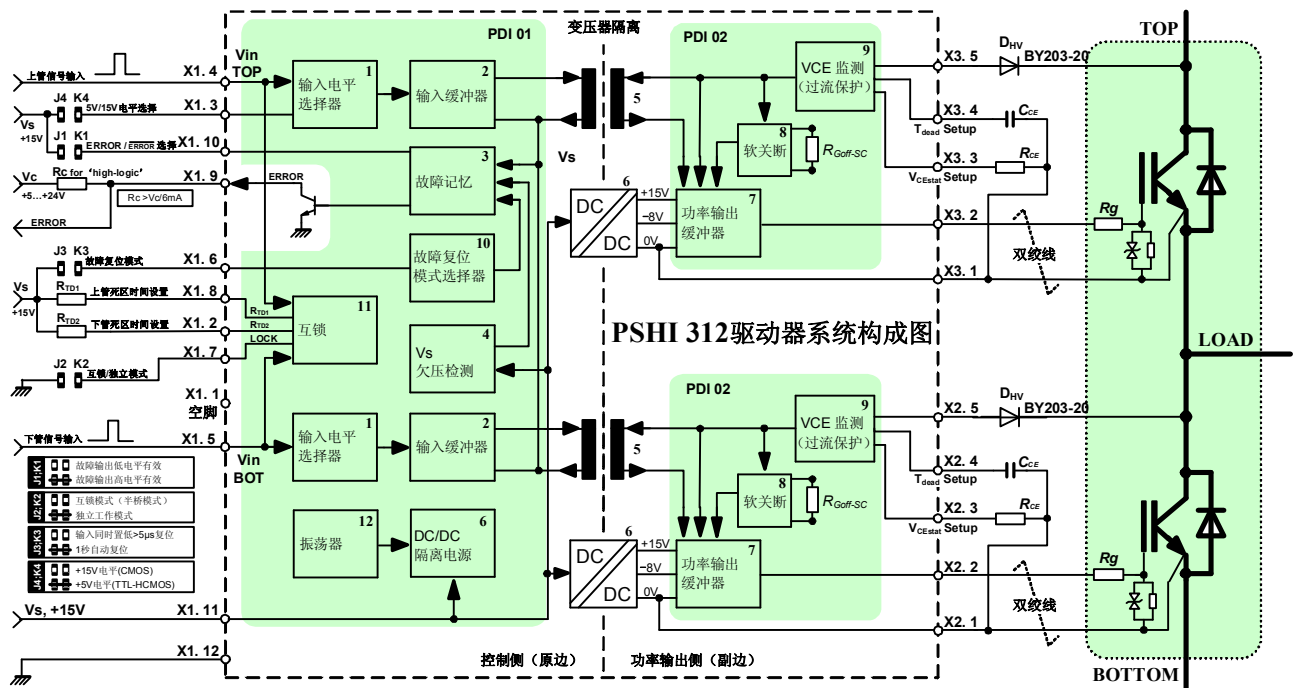 变压器隔离
PDI 01
PDI 02
TOP
Vin
TOP
上管信号输入
X1. 4
1
输入电平
选择器
2
输入缓冲器
5
9
VCE 监测
(过流保护)
X3. 5
DHV
BY203-20
J4 K4
5V/15V电平选择
X1. 3
Vs
+15V
J1 K1
ERROR / ERROR 选择
X1. 10
X3. 4
Tdead Setup
CCE
8
软关断
RGoff-SC
X3. 3
VCEstat Setup
RCE
Vc
+5…+24V
Rc for ‘high-logic’
X1. 9
Rc >Vc/6mA
ERROR
ERROR
3
故障记忆
Vs
6
DC
DC
+15V
−8V
0V
7
功率输出
缓冲器
X3. 2
Rg
双绞线
X3. 1
J3 K3
故障复位模式
X1. 6
10
故障复位
模式选择器
Vs
+15V
RTD1
上管死区时间设置
X1. 8
RTD1
RTD2
下管死区时间设置
X1. 2
RTD2
LOCK
11
互锁
X1. 7
J2 K2
互锁/独立模式
4
Vs
欠压检测
PSHI 312驱动器系统构成图
LOAD
X1. 1
空脚
PDI 02
下管信号输入
X1. 5
Vin
BOT
1
输入电平
选择器
2
输入缓冲器
5
9
VCE 监测
(过流保护)
X2. 5
DHV
BY203-20
X2. 4
Tdead Setup
CCE
8
软关断
RGoff-SC
X2. 3
VCEstat Setup
RCE
J1;K1
故障输出低电平有效
故障输出高电平有效
J2;K2
互锁模式（半桥模式）
独立工作模式
J3;K3
输入同时置低>5μs复位
1秒自动复位
J4;K4
+15V电平(CMOS)
+5V电平(TTL-HCMOS)
12
振荡器
6
DC/DC
隔离电源
6
DC
DC
+15V
−8V
0V
7
功率输出
缓冲器
X2. 2
Rg
双绞线
X2. 1
Vs, +15V
X1. 11
X1. 12
控制侧（原边）
功率输出侧（副边）
BOTTOM